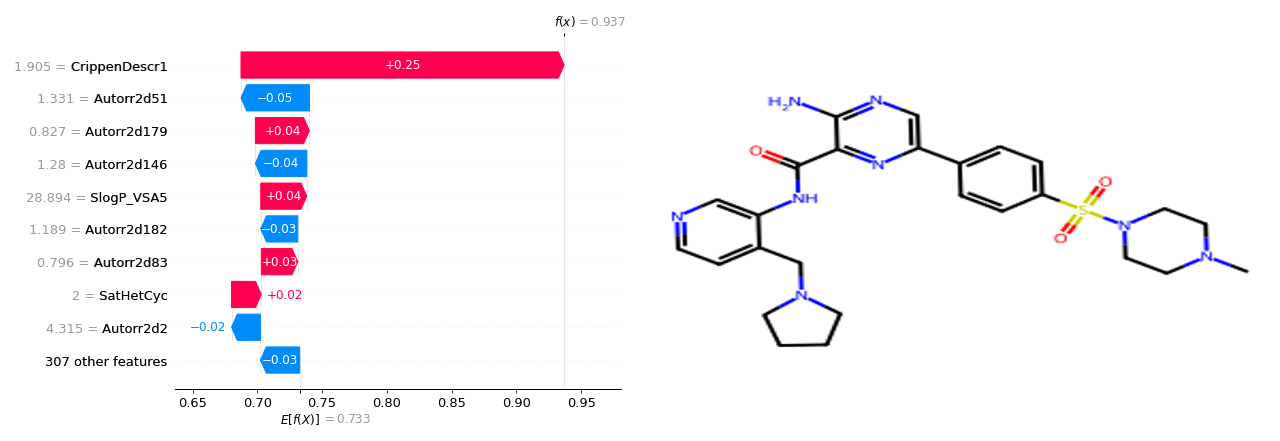 f(x) = 0.937
1.905 = CrippenDescr1
+0.25
1.331 = Autorr2d51
−0.05
0.827 = Autorr2d179
+0.04
1.28 = Autorr2d146
−0.04
28.894 = SlogP_VSA5
+0.04
1.189 = Autorr2d182
−0.03
0.796 = Autorr2d83
+0.03
2 = SatHetCyc
+0.02
4.315 = Autorr2d2
−0.02
307 other features
−0.03
0.65 0.70 0.75 0.80 0.85 0.90 0.95
E[f(X)] = 0.733
H₂N
N
O
N
NH
N
N
O
S
O
N
N